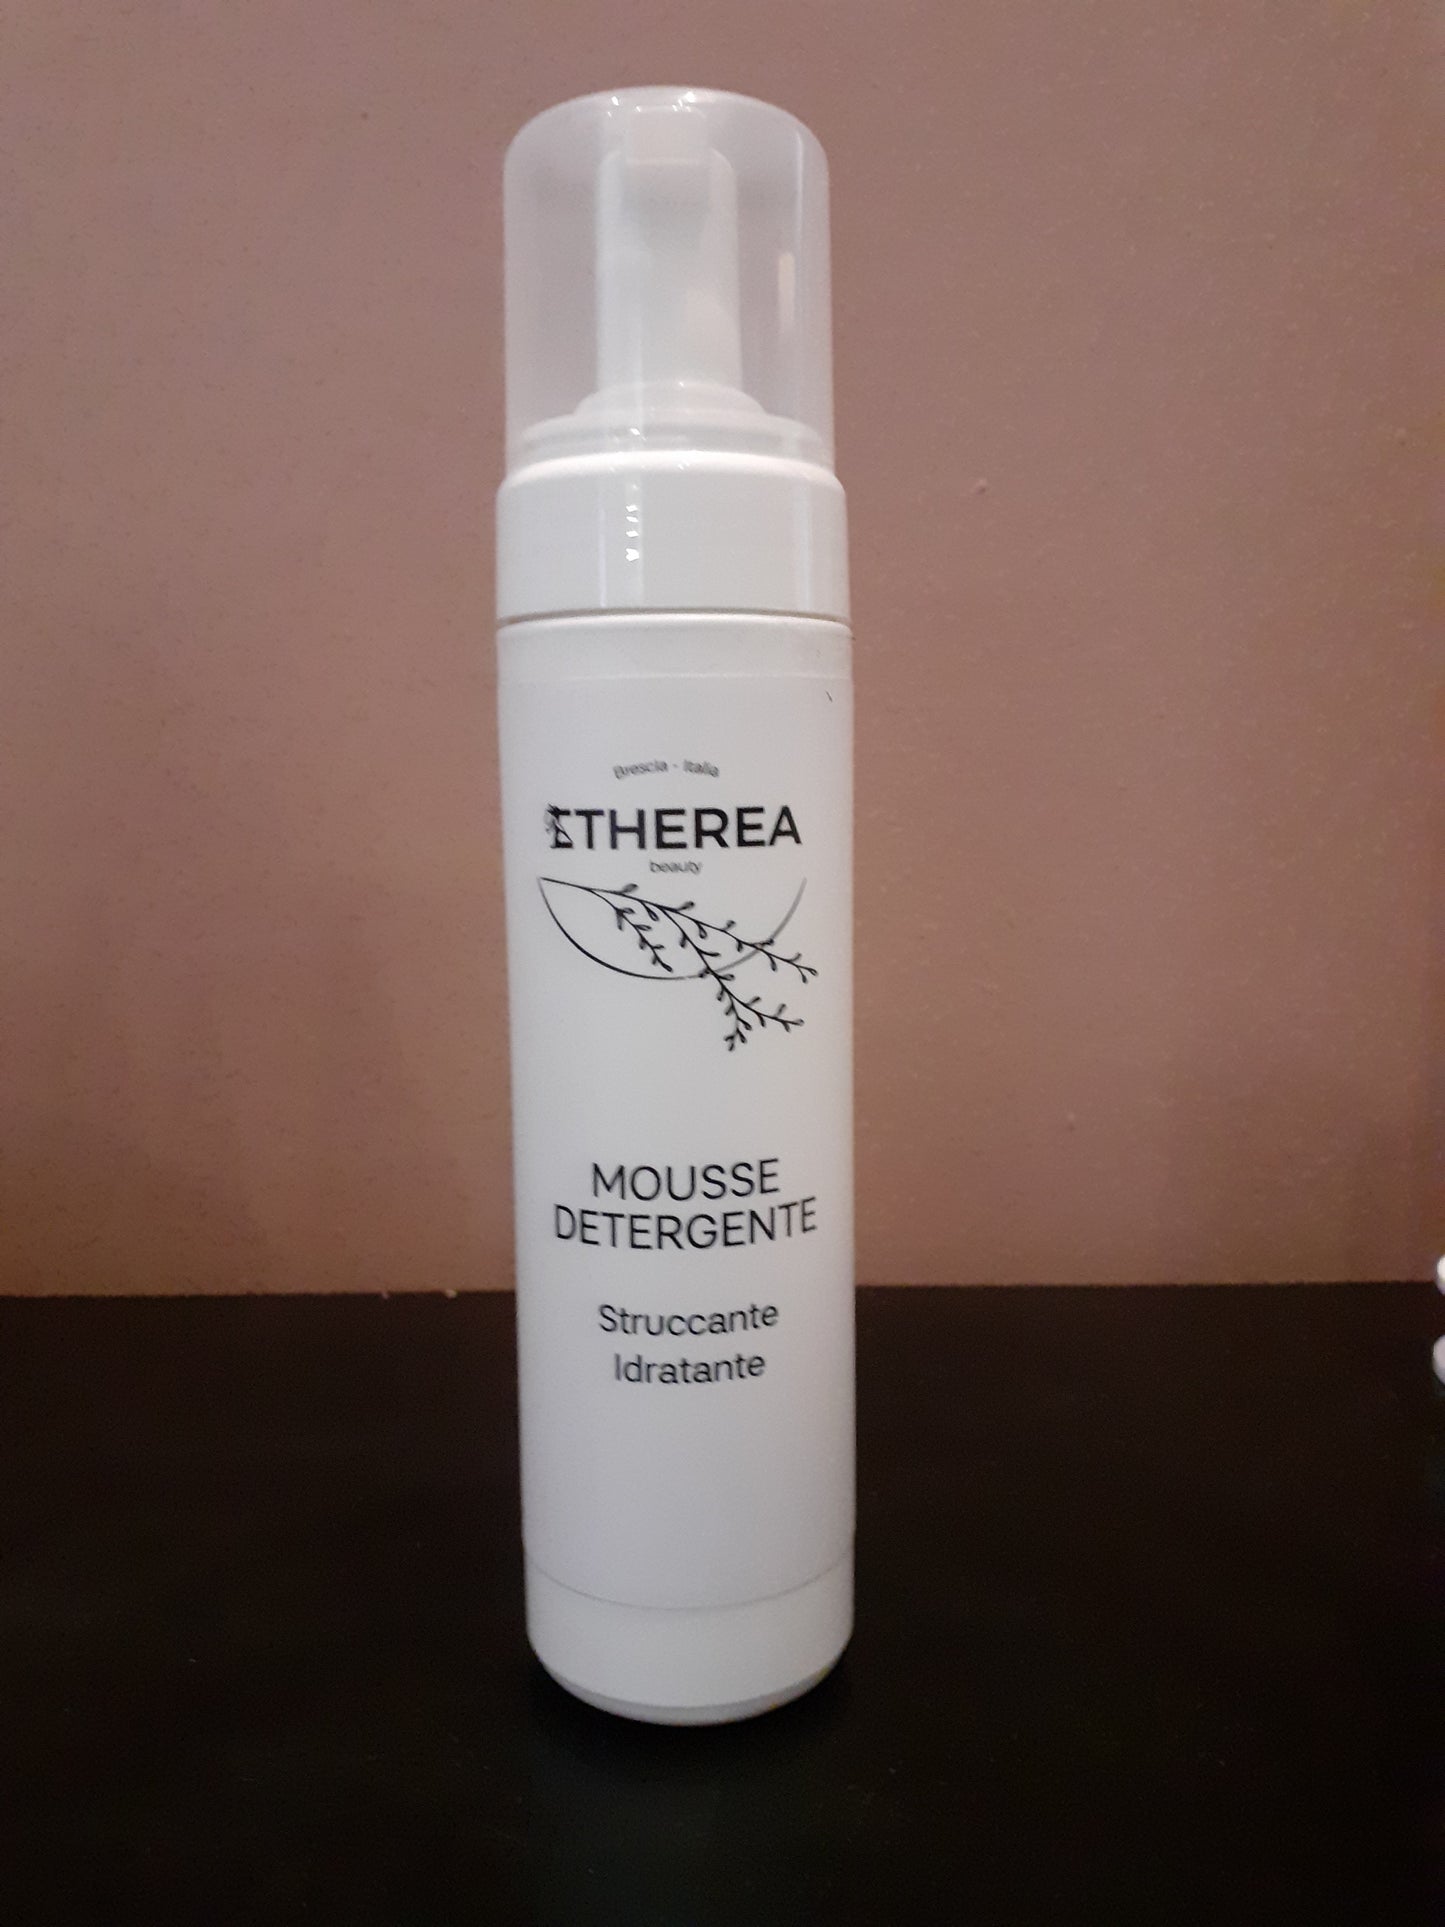 Brescia - Italia
ETHEREA
beauty
MOUSSE
DETERGENTE
Struccante
Idratante